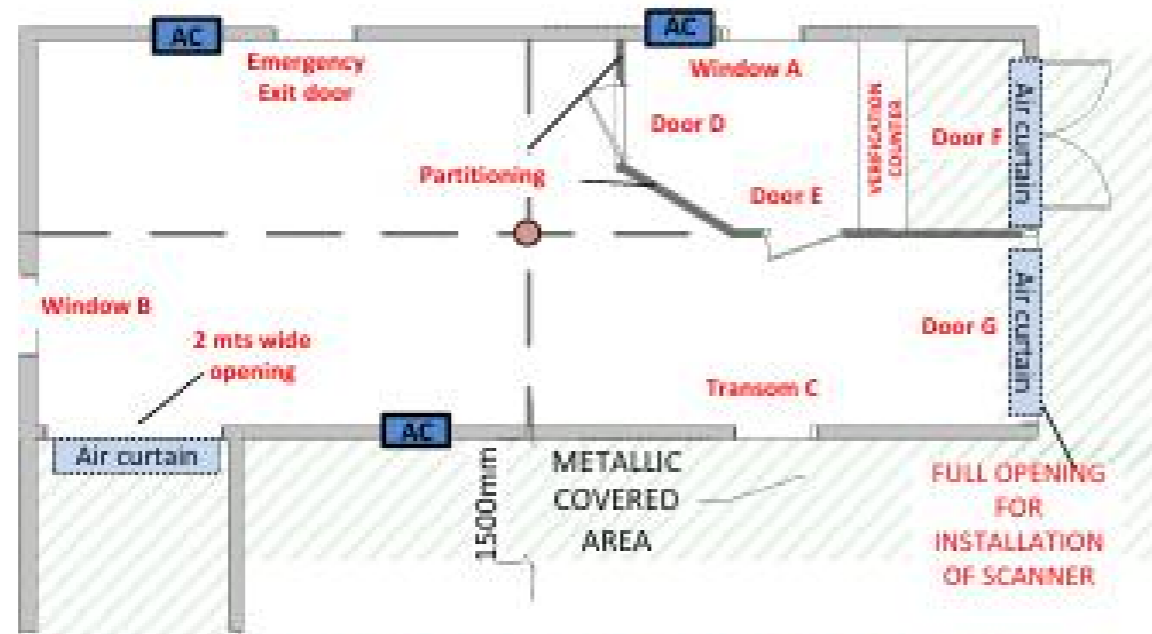 AC
AC
Emergency
Exit door
Window A
Door D
VERIFICATION
COUNTER
Door F
Air curtain
Partitioning
Door E
Window B
2 mts wide
opening
Door G
Air curtain
Transom C
AC
Air curtain
1500mm
METALLIC
COVERED
AREA
FULL OPENING
FOR
INSTALLATION
OF SCANNER